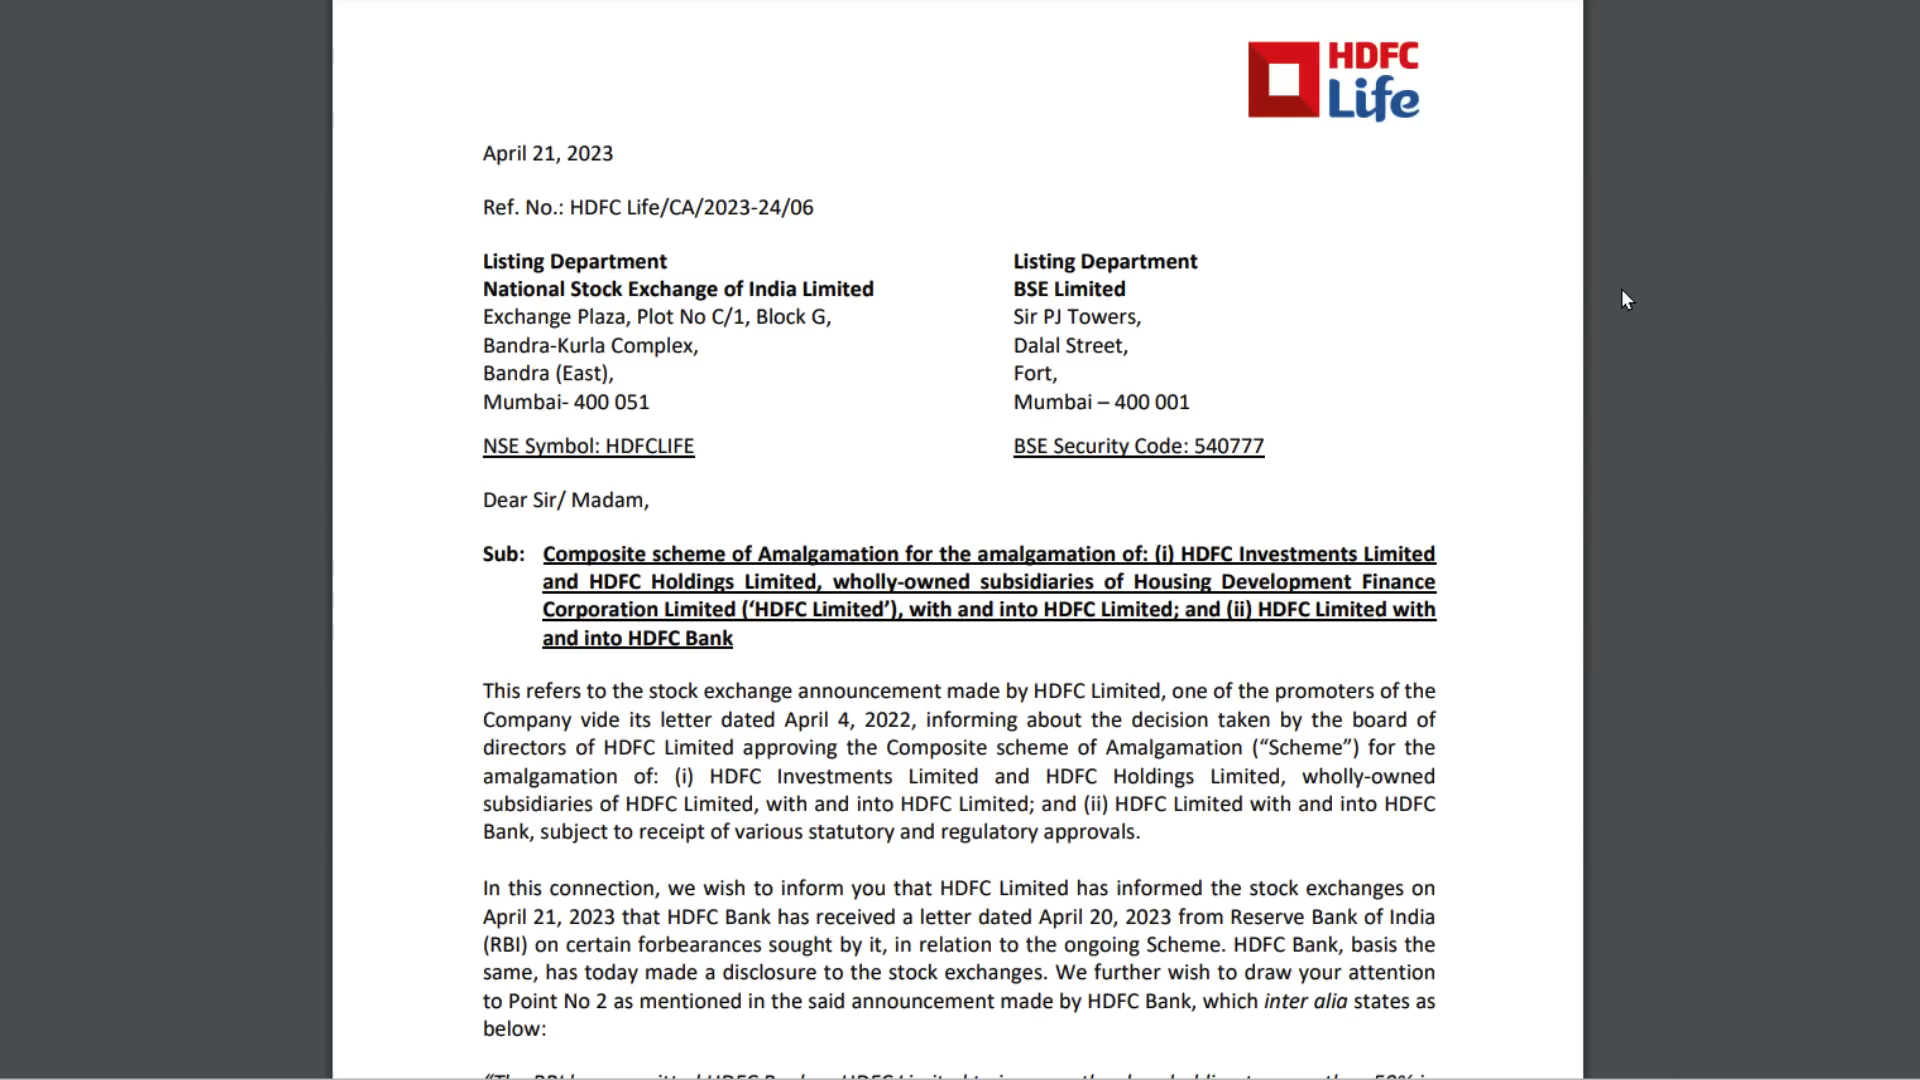 HDFC
Life
April 21, 2023
Ref. No.: HDFC Life/CA/2023-24/06
Listing Department
National Stock Exchange of India Limited
Exchange Plaza, Plot No C/1, Block G,
Bandra-Kurla Complex,
Bandra (East),
Mumbai- 400 051
NSE Symbol: HDFCLIFE
Listing Department
BSE Limited
Sir PJ Towers,
Dalal Street,
Fort,
Mumbai – 400 001
BSE Security Code: 540777
Dear Sir/ Madam,
Sub: Composite scheme of Amalgamation for the amalgamation of: (i) HDFC Investments Limited
and HDFC Holdings Limited, wholly-owned subsidiaries of Housing Development Finance
Corporation Limited (‘HDFC Limited’), with and into HDFC Limited; and (ii) HDFC Limited with
and into HDFC Bank
This refers to the stock exchange announcement made by HDFC Limited, one of the promoters of the
Company vide its letter dated April 4, 2022, informing about the decision taken by the board of
directors of HDFC Limited approving the Composite scheme of Amalgamation (“Scheme”) for the
amalgamation of: (i) HDFC Investments Limited and HDFC Holdings Limited, wholly-owned
subsidiaries of HDFC Limited, with and into HDFC Limited; and (ii) HDFC Limited with and into HDFC
Bank, subject to receipt of various statutory and regulatory approvals.
In this connection, we wish to inform you that HDFC Limited has informed the stock exchanges on
April 21, 2023 that HDFC Bank has received a letter dated April 20, 2023 from Reserve Bank of India
(RBI) on certain forbearances sought by it, in relation to the ongoing Scheme. HDFC Bank, basis the
same, has today made a disclosure to the stock exchanges. We further wish to draw your attention
to Point No 2 as mentioned in the said announcement made by HDFC Bank, which inter alia states as
below: